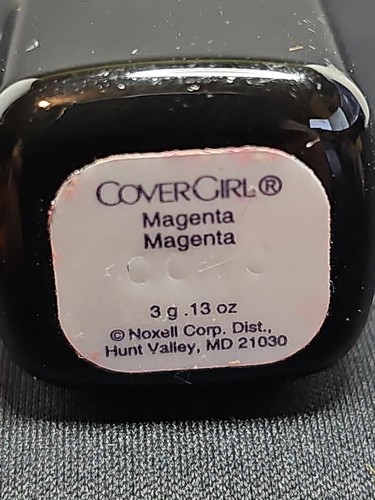 COVERGIRL®
Magenta
Magenta
3 g .13 oz
© Noxell Corp. Dist.,
Hunt Valley, MD 21030